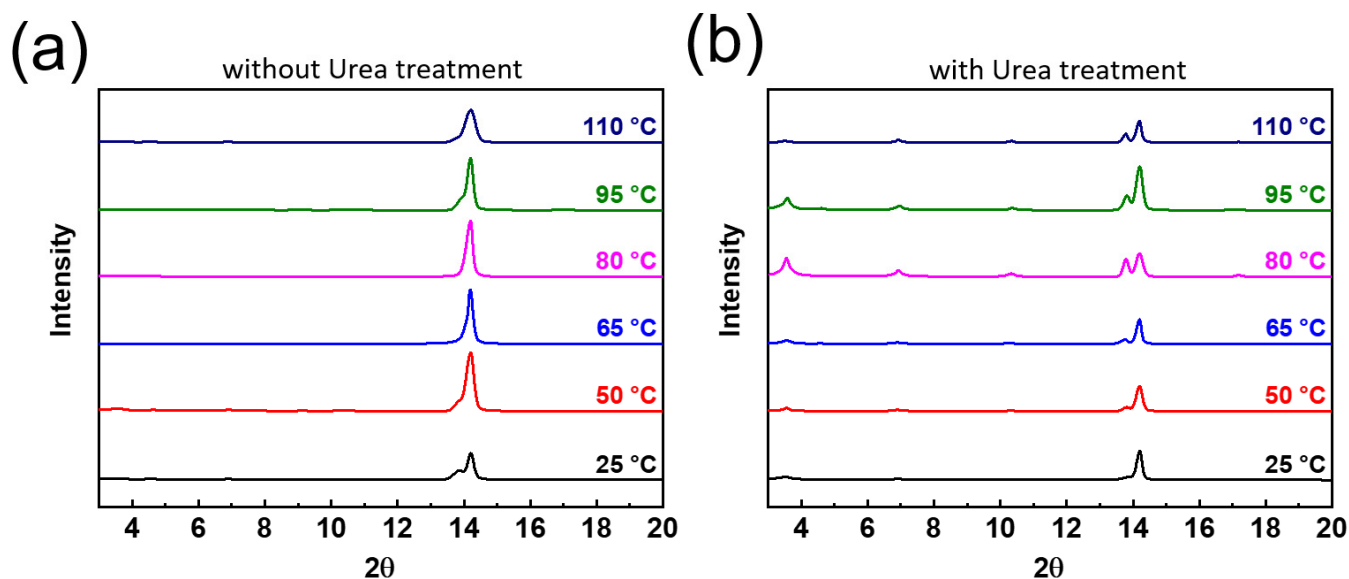 (a)
without Urea treatment
110 °C
95 °C
80 °C
65 °C
50 °C
25 °C
Intensity
4 6 8 10 12 14 16 18 20
2θ
(b)
with Urea treatment
110 °C
95 °C
80 °C
65 °C
50 °C
25 °C
Intensity
4 6 8 10 12 14 16 18 20
2θ